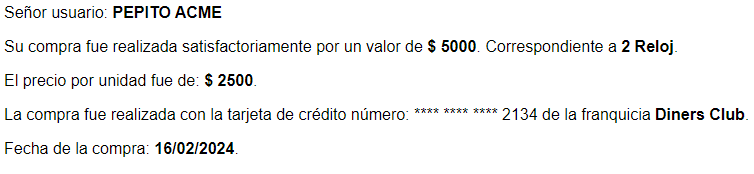 Señor usuario: PEPITO ACME
Su compra fue realizada satisfactoriamente por un valor de $ 5000. Correspondiente a 2 Reloj.
El precio por unidad fue de: $ 2500.
La compra fue realizada con la tarjeta de crédito número: **** **** **** 2134 de la franquicia Diners Club.
Fecha de la compra: 16/02/2024.